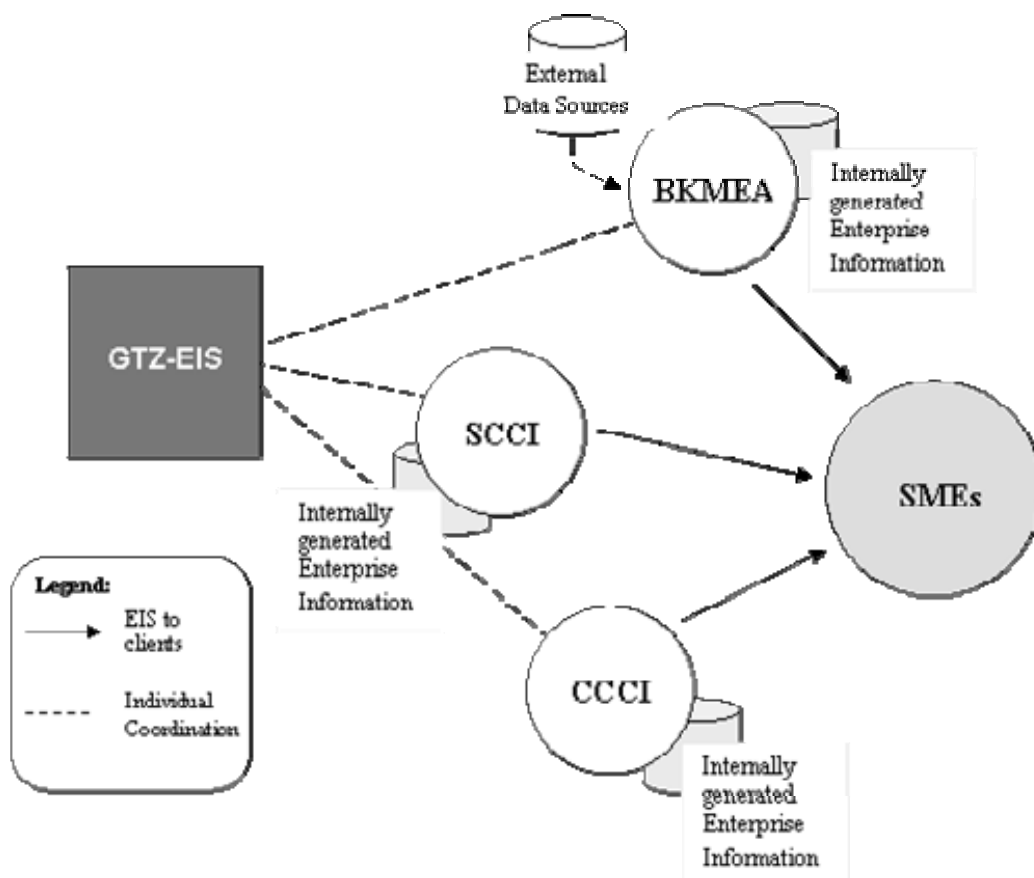 External
Data Sources
BKMEA
Internally
generated
Enterprise
Information
GTZ-EIS
SCCI
SMEs
Internally
generated
Enterprise
Information
Legend:
EIS to
clients
Individual
Coordination
CCCI
Internally
generated
Enterprise
Information